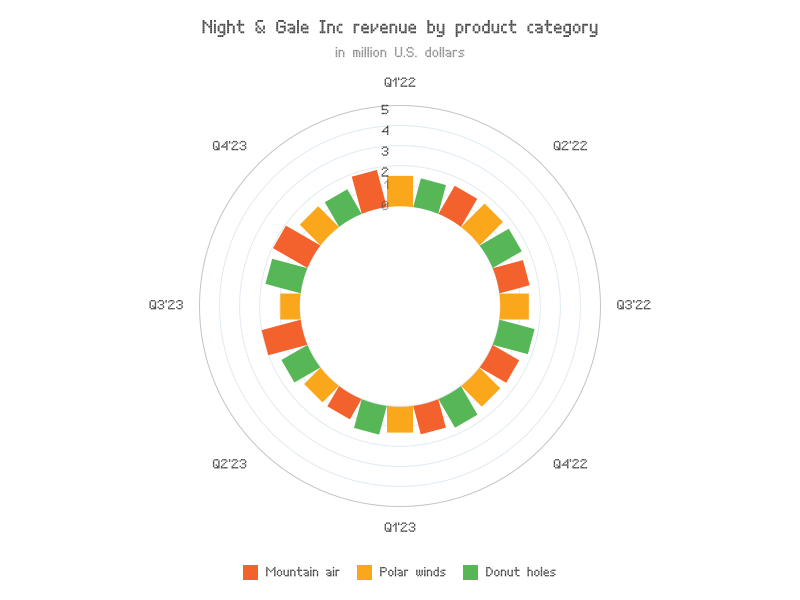 Night & Gale Inc revenue by product category
in million U.S. dollars
Q1'22
5
4
3
2
1
0
Q4'23
Q2'22
Q3'23
Q3'22
Q2'23
Q4'22
Q1'23
Mountain air
Polar winds
Donut holes